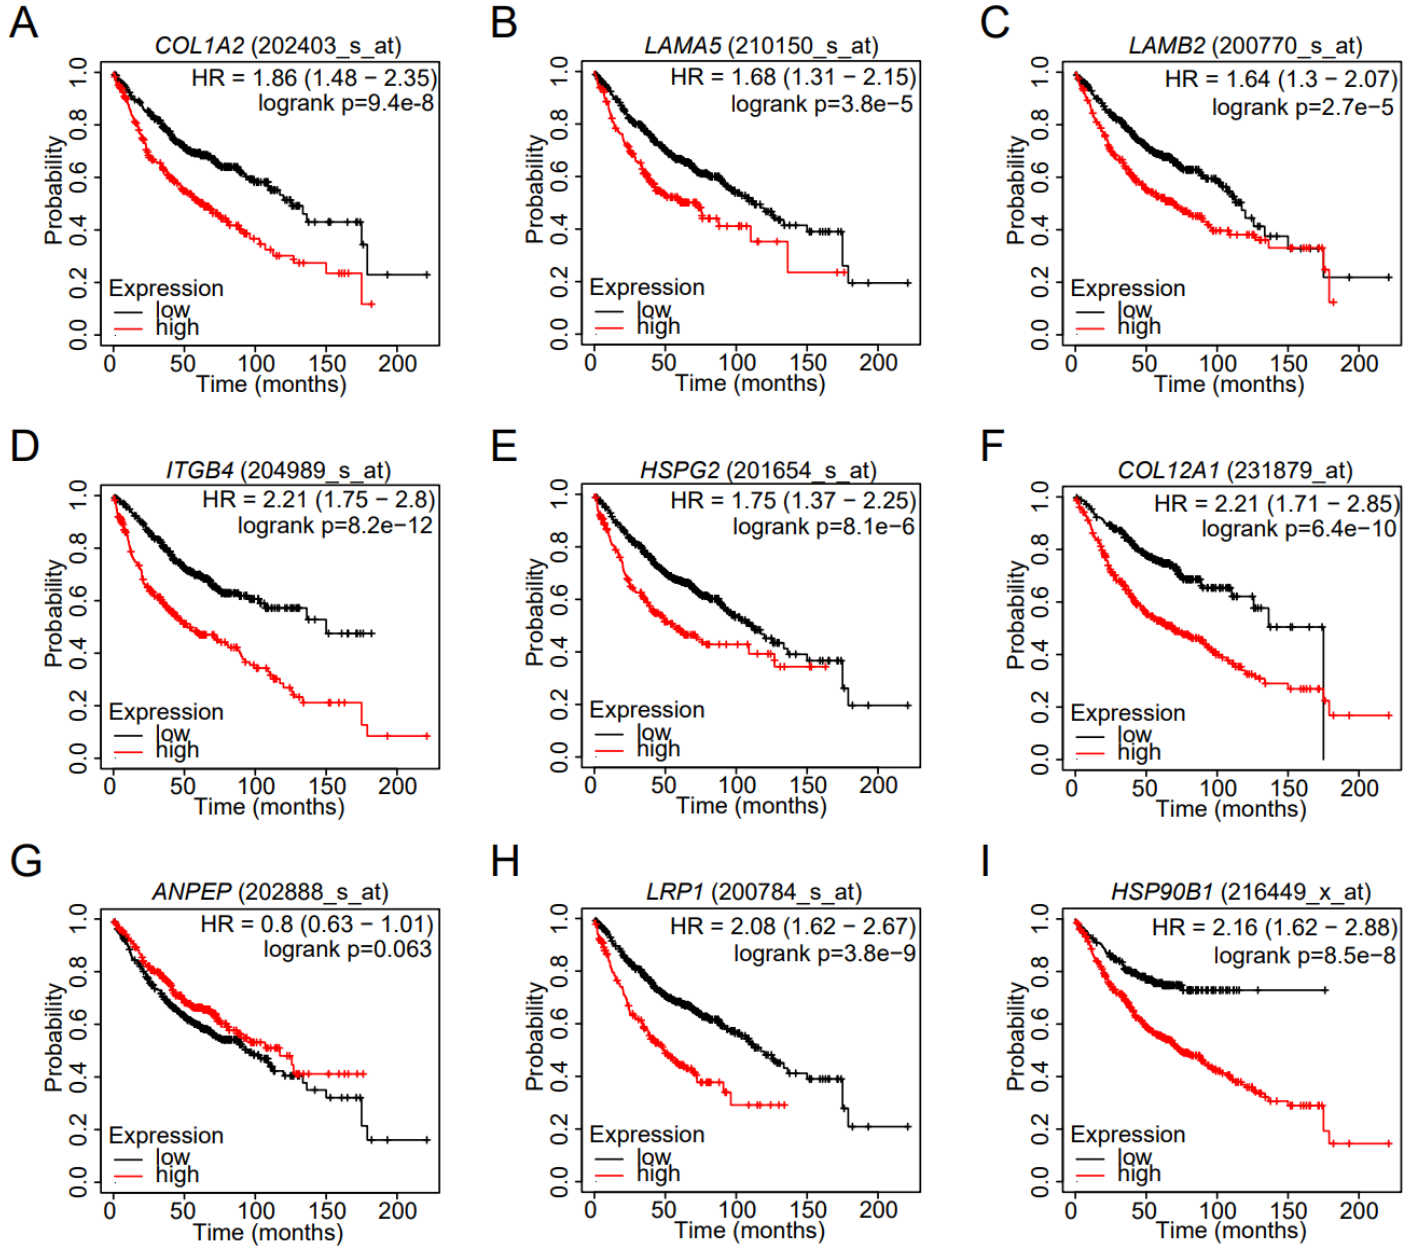 A
COL1A2 (202403_s_at)
HR = 1.86 (1.48 − 2.35)
logrank p=9.4e-8
Probability
0.0 0.2 0.4 0.6 0.8 1.0
Expression
low
high
0 50 100 150 200
Time (months)
B
LAMA5 (210150_s_at)
HR = 1.68 (1.31 − 2.15)
logrank p=3.8e−5
Probability
0.0 0.2 0.4 0.6 0.8 1.0
Expression
low
high
0 50 100 150 200
Time (months)
C
LAMB2 (200770_s_at)
HR = 1.64 (1.3 − 2.07)
logrank p=2.7e−5
Probability
0.0 0.2 0.4 0.6 0.8 1.0
Expression
low
high
0 50 100 150 200
Time (months)
D
ITGB4 (204989_s_at)
HR = 2.21 (1.75 − 2.8)
logrank p=8.2e−12
Probability
0.0 0.2 0.4 0.6 0.8 1.0
Expression
low
high
0 50 100 150 200
Time (months)
E
HSPG2 (201654_s_at)
HR = 1.75 (1.37 − 2.25)
logrank p=8.1e−6
Probability
0.0 0.2 0.4 0.6 0.8 1.0
Expression
low
high
0 50 100 150 200
Time (months)
F
COL12A1 (231879_at)
HR = 2.21 (1.71 − 2.85)
logrank p=6.4e−10
Probability
0.0 0.2 0.4 0.6 0.8 1.0
Expression
low
high
0 50 100 150 200
Time (months)
G
ANPEP (202888_s_at)
HR = 0.8 (0.63 − 1.01)
logrank p=0.063
Probability
0.0 0.2 0.4 0.6 0.8 1.0
Expression
low
high
0 50 100 150 200
Time (months)
H
LRP1 (200784_s_at)
HR = 2.08 (1.62 − 2.67)
logrank p=3.8e−9
Probability
0.0 0.2 0.4 0.6 0.8 1.0
Expression
low
high
0 50 100 150 200
Time (months)
I
HSP90B1 (216449_x_at)
HR = 2.16 (1.62 − 2.88)
logrank p=8.5e−8
Probability
0.0 0.2 0.4 0.6 0.8 1.0
Expression
low
high
0 50 100 150 200
Time (months)